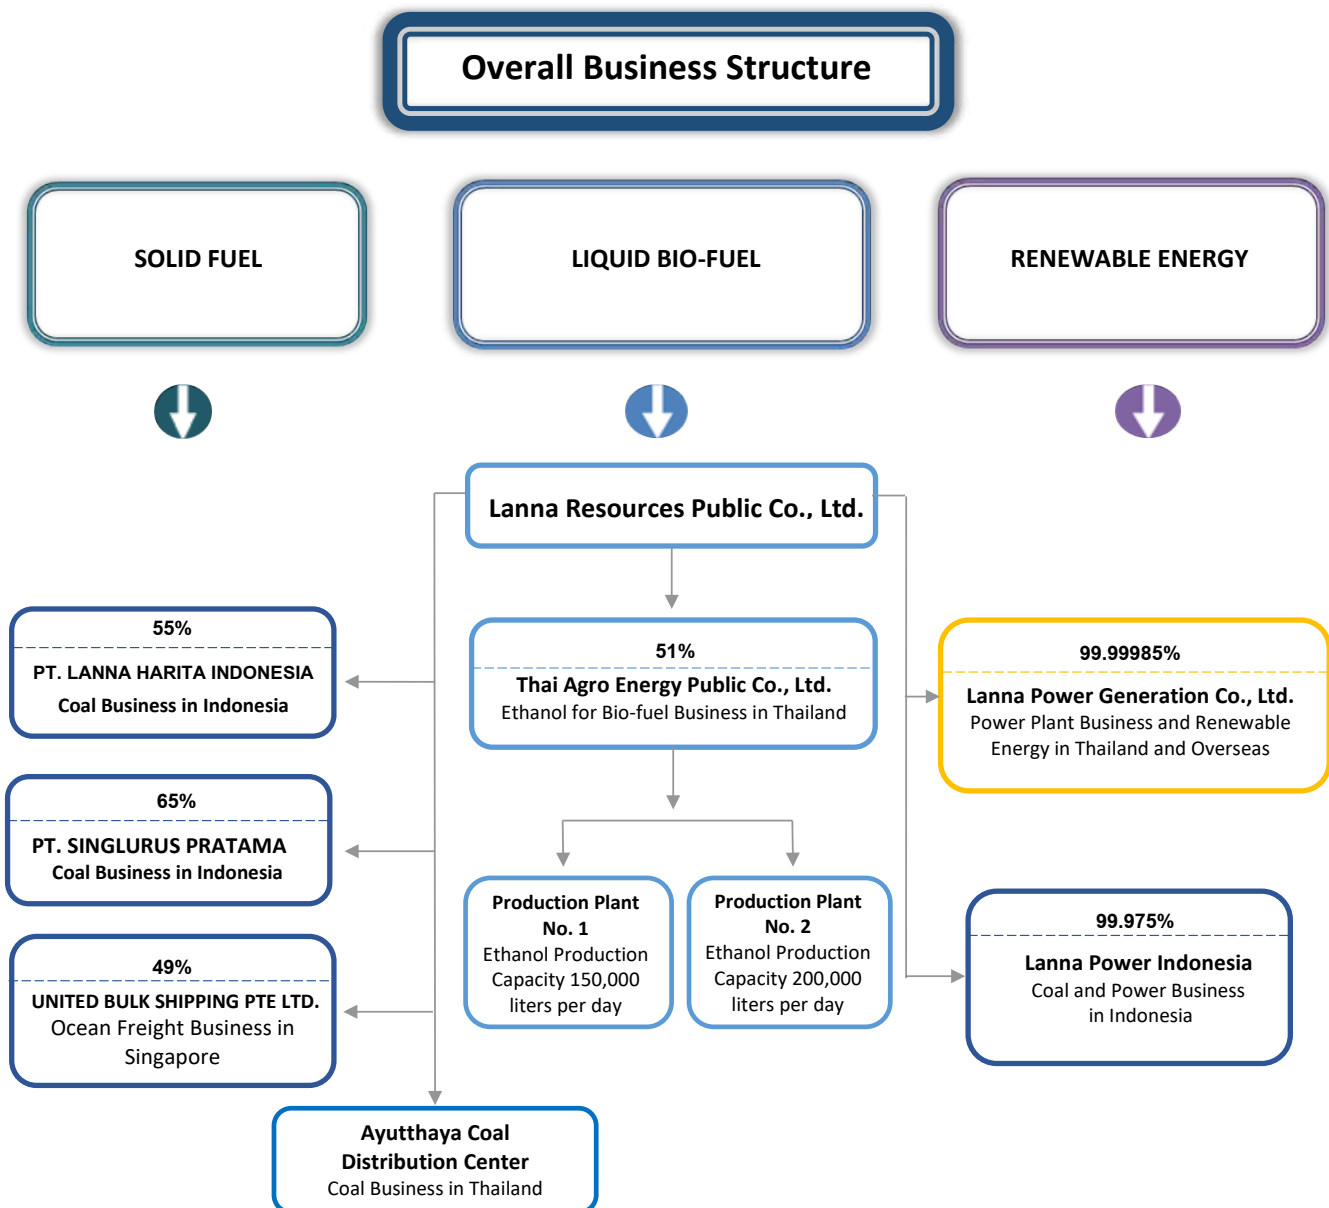 Overall Business Structure
SOLID FUEL
LIQUID BIO-FUEL
RENEWABLE ENERGY
Lanna Resources Public Co., Ltd.
55%
PT. LANNA HARITA INDONESIA
Coal Business in Indonesia
65%
PT. SINGLURUS PRATAMA
Coal Business in Indonesia
49%
UNITED BULK SHIPPING PTE LTD.
Ocean Freight Business in
Singapore
Ayutthaya Coal
Distribution Center
Coal Business in Thailand
51%
Thai Agro Energy Public Co., Ltd.
Ethanol for Bio-fuel Business in Thailand
Production Plant
No. 1
Ethanol Production
Capacity 150,000
liters per day
Production Plant
No. 2
Ethanol Production
Capacity 200,000
liters per day
99.99985%
Lanna Power Generation Co., Ltd.
Power Plant Business and Renewable
Energy in Thailand and Overseas
99.975%
Lanna Power Indonesia
Coal and Power Business
in Indonesia